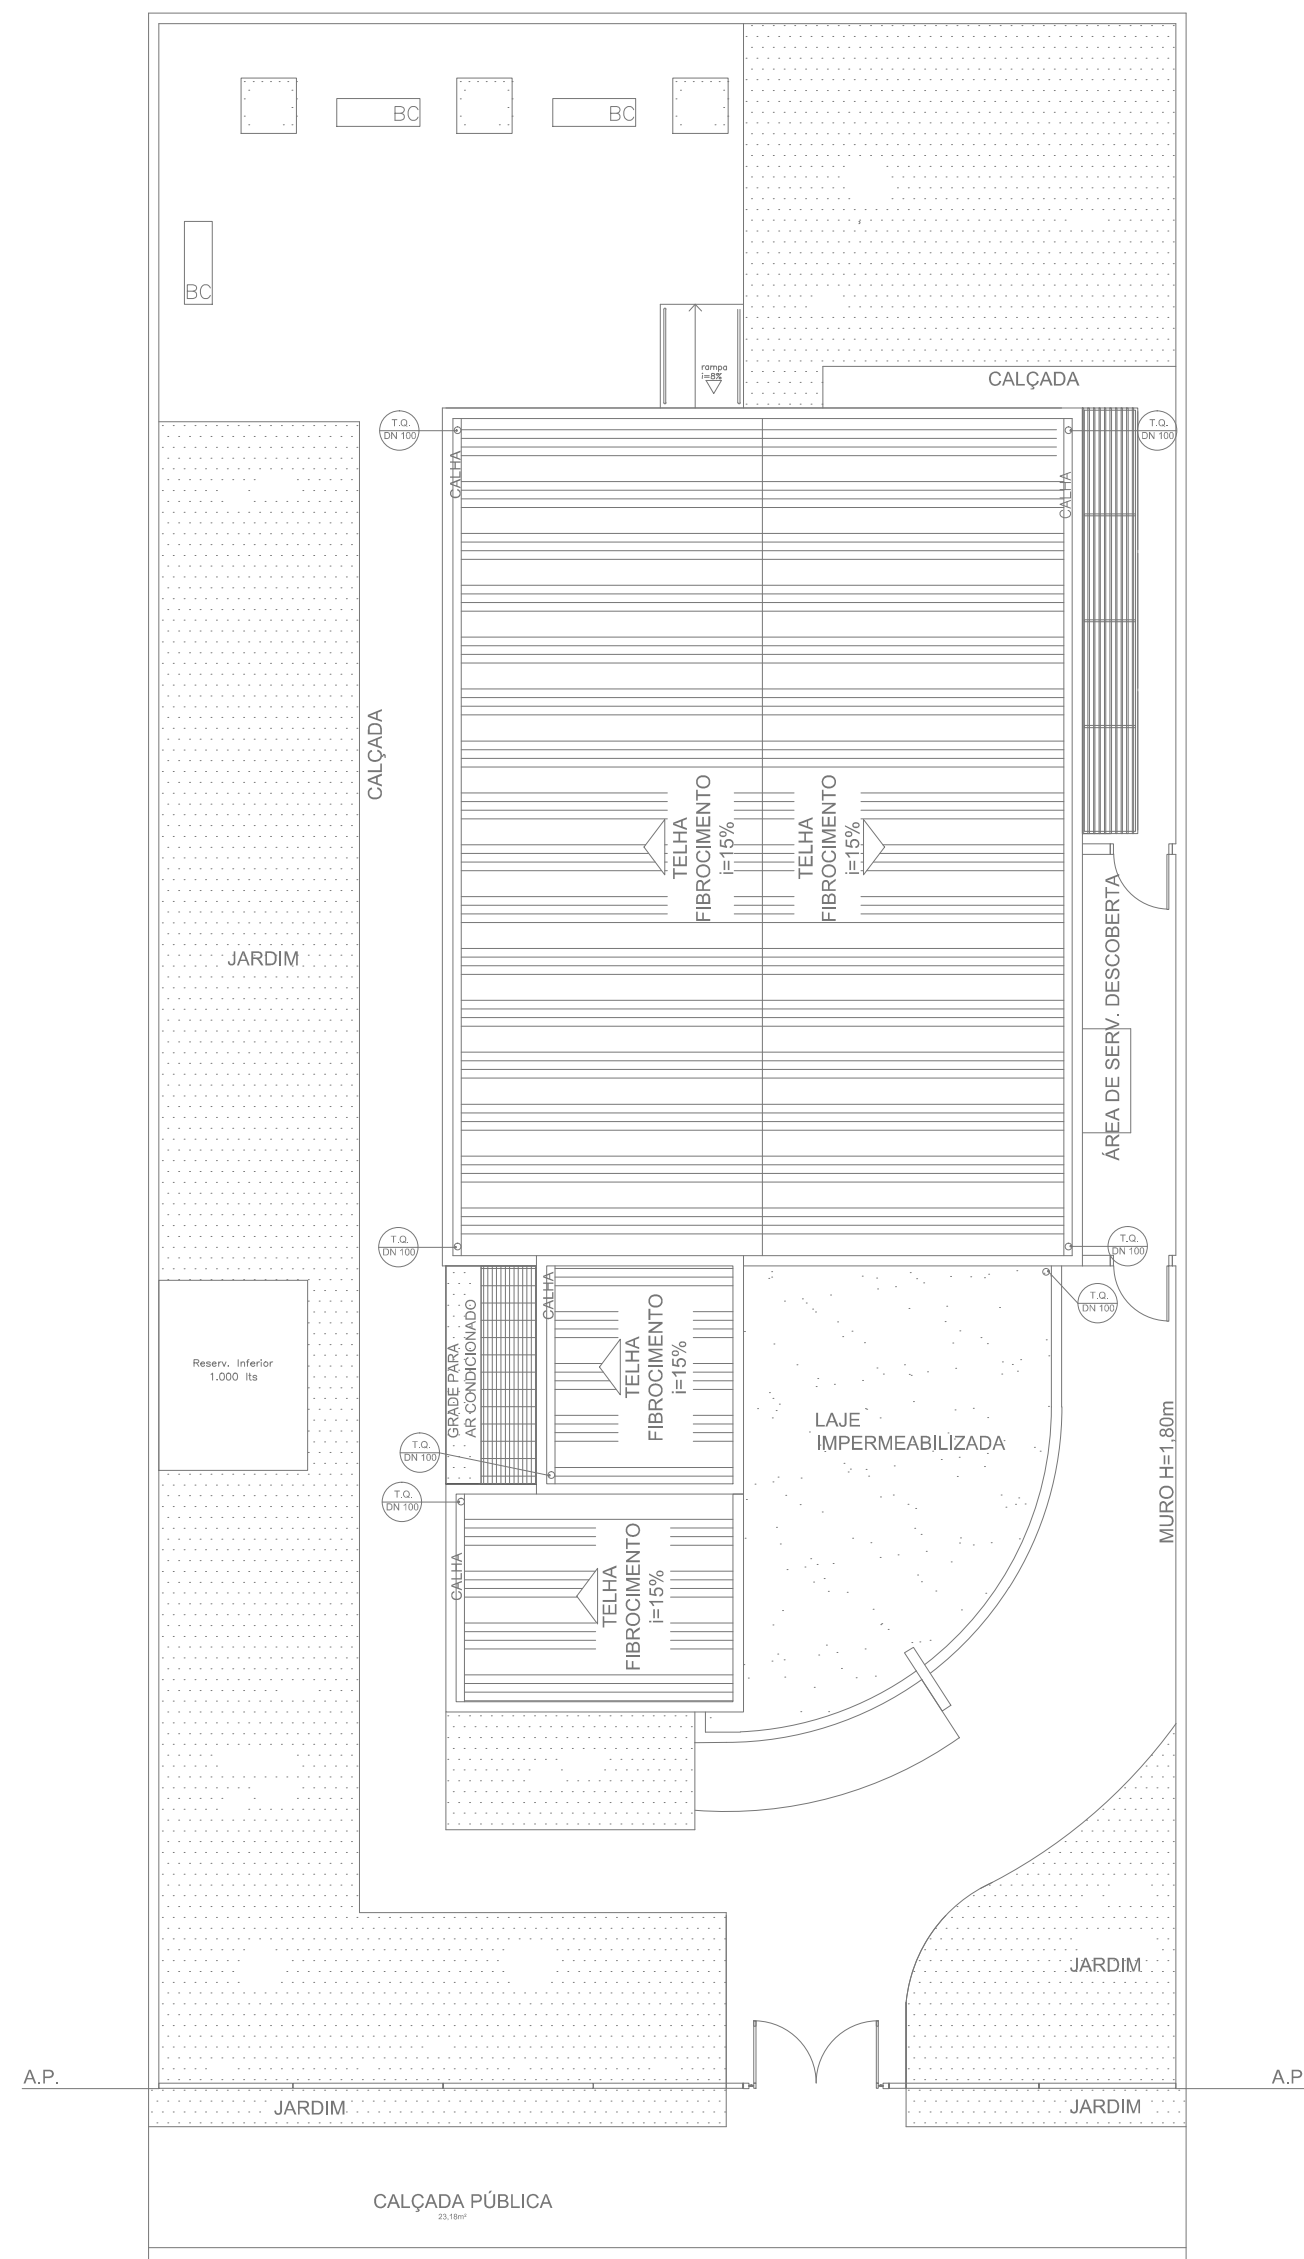 BC
BC
BC
rampa
i=8%
CALÇADA
T.Q.
DN 100
T.Q.
DN 100
CALHA
CALHA
CALÇADA
TELHA
FIBROCIMENTO
i=15%
TELHA
FIBROCIMENTO
i=15%
JARDIM
ÁREA DE SERV. DESCOBERTA
T.Q.
DN 100
T.Q.
DN 100
T.Q.
DN 100
CALHA
GRADE PARA
AR CONDICIONADO
TELHA
FIBROCIMENTO
i=15%
Reserv. Inferior
1.000 lts
LAJE
IMPERMEABILIZADA
MURO H=1,80m
T.Q.
DN 100
T.Q.
DN 100
CALHA
TELHA
FIBROCIMENTO
i=15%
JARDIM
A.P.
A.P
JARDIM
JARDIM
CALÇADA PÚBLICA
23,18m²